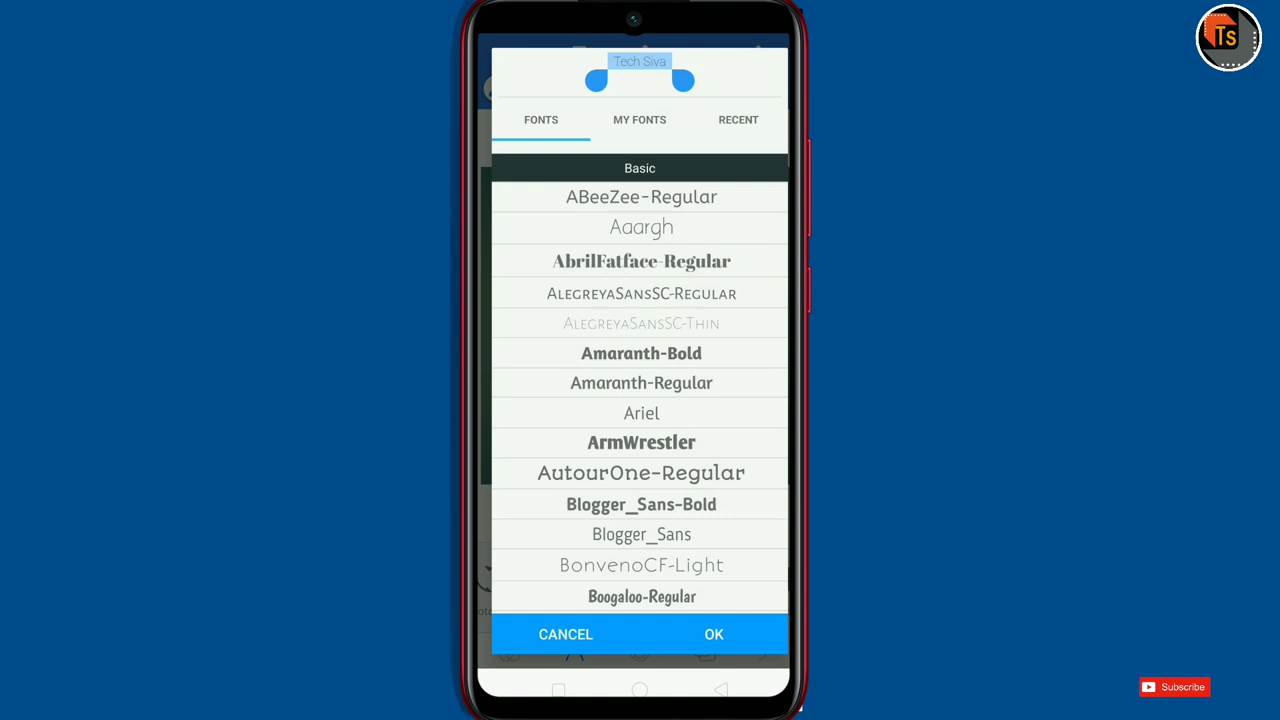 Ts
Tech Siva
FONTS MY FONTS RECENT
Basic
ABeeZee-Regular
Aaargh
AbrilFatface-Regular
AlegreyaSansSC-Regular
AlegreyaSansSC-Thin
Amaranth-Bold
Amaranth-Regular
Ariel
ArmWrestler
AutourOne-Regular
Blogger_Sans-Bold
Blogger_Sans
BonvenoCF-Light
Boogaloo-Regular
CANCEL OK
Subscribe